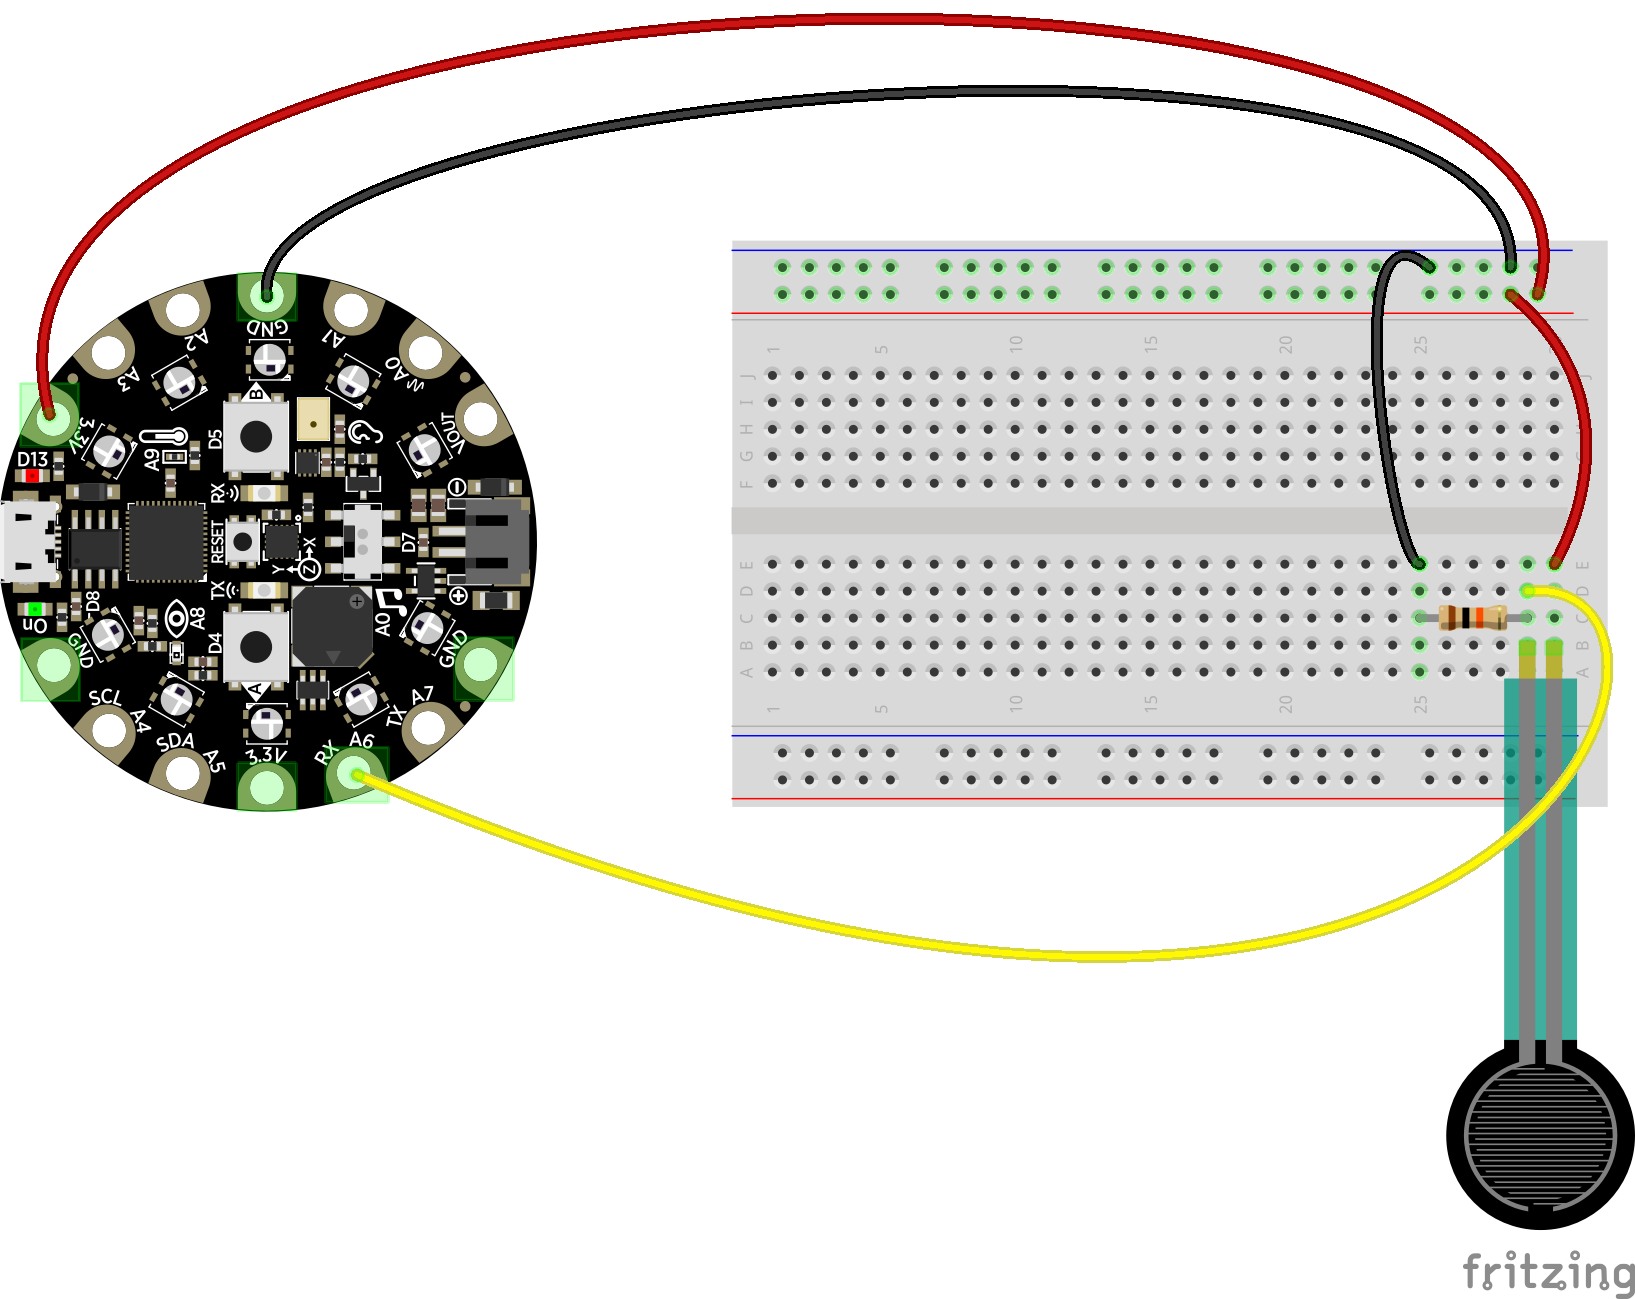 GND
A2
A1
A3
A0
3.3V
VOUT
B
D13
A9
D5
RX
RESET
X
Y
Z
D7
TX
On
D8
A8
D4
A0
GND
GND
A
SCL
A4
SDA
A5
3.3V
RX
A6
TX
A7
1 5 10 15 20 25
J J
I
H
G
F
E E
D
C C
B B
A A
1 5 10 15 20 25
fritzing